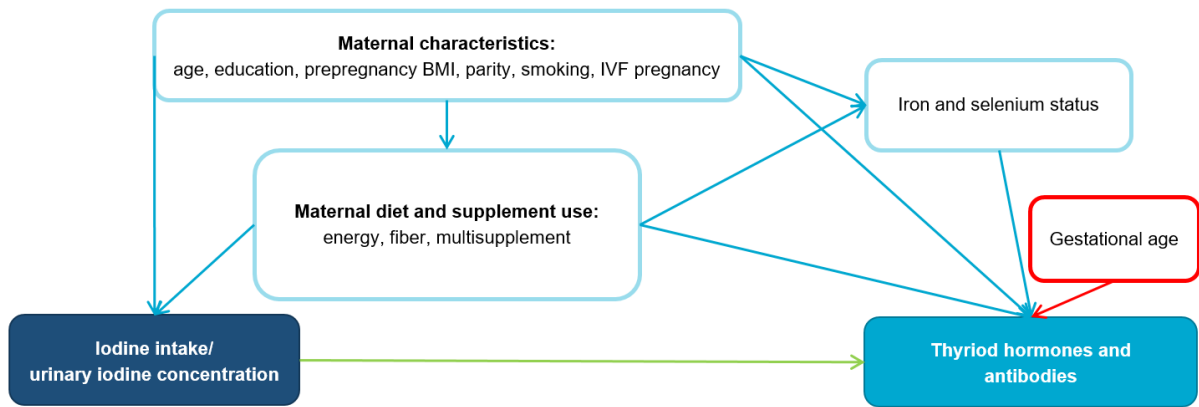 Maternal characteristics:
age, education, prepregnancy BMI, parity, smoking, IVF pregnancy
Iron and selenium status
Maternal diet and supplement use:
energy, fiber, multisupplement
Gestational age
Iodine intake/
urinary iodine concentration
Thyriod hormones and
antibodies